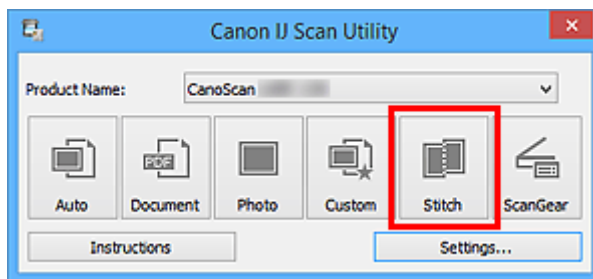 Canon IJ Scan Utility
Product Name: CanoScan
PDF
Auto Document Photo Custom Stitch ScanGear
Instructions Settings...